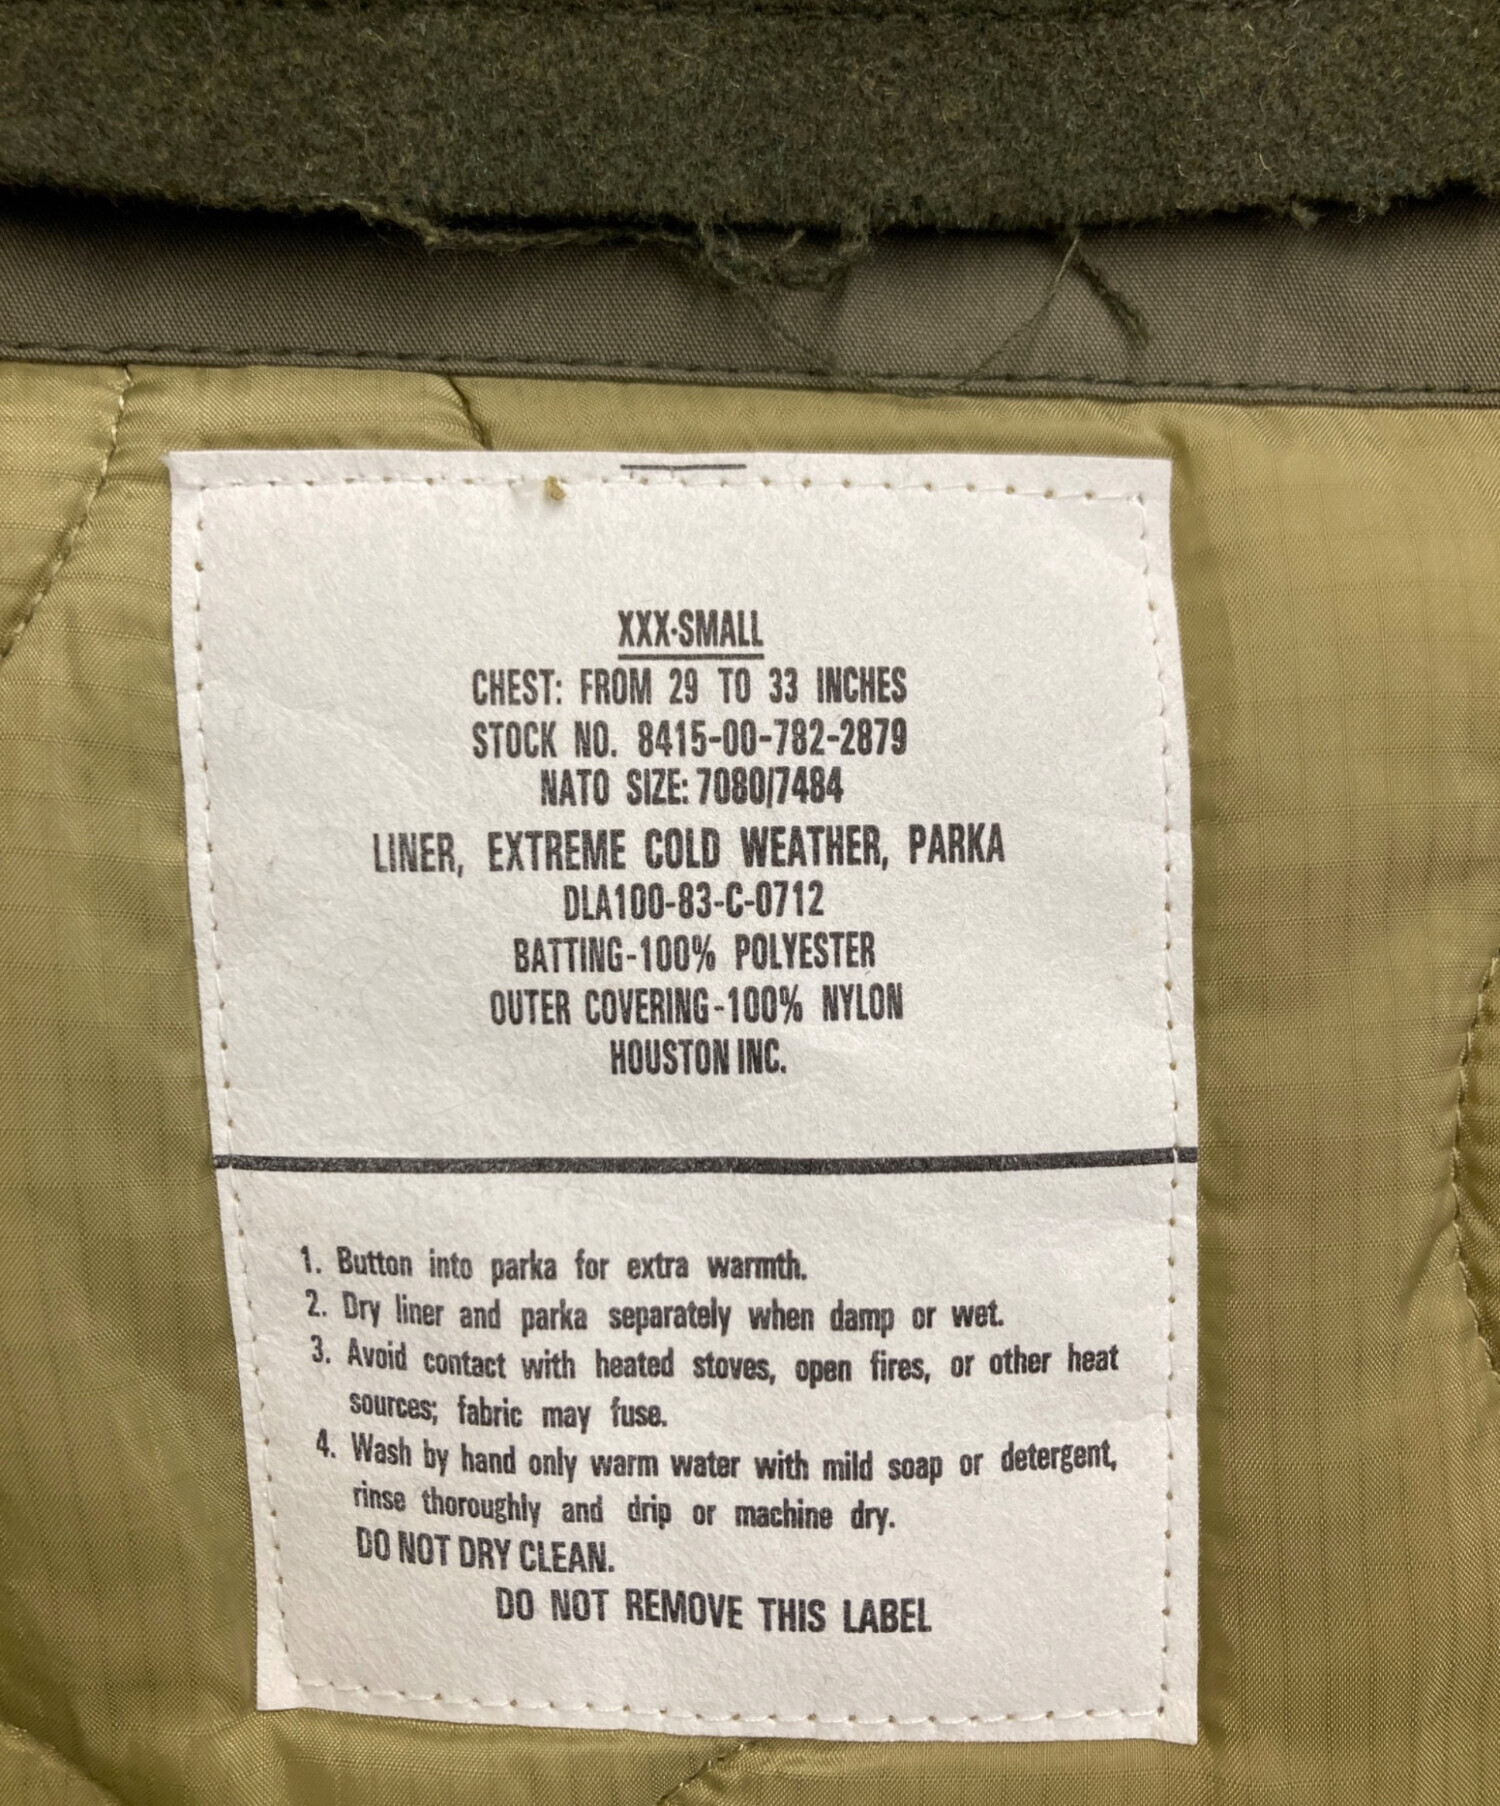 XXX-SMALL
CHEST: FROM 29 TO 33 INCHES
STOCK NO. 8415-00-782-2879
NATO SIZE: 7080/7484
LINER, EXTREME COLD WEATHER, PARKA
DLA100-83-C-0712
BATTING-100% POLYESTER
OUTER COVERING-100% NYLON
HOUSTON INC.
1. Button into parka for extra warmth.
2. Dry liner and parka separately when damp or wet.
3. Avoid contact with heated stoves, open fires, or other heat
sources; fabric may fuse.
4. Wash by hand only warm water with mild soap or detergent,
rinse thoroughly and drip or machine dry.
DO NOT DRY CLEAN.
DO NOT REMOVE THIS LABEL